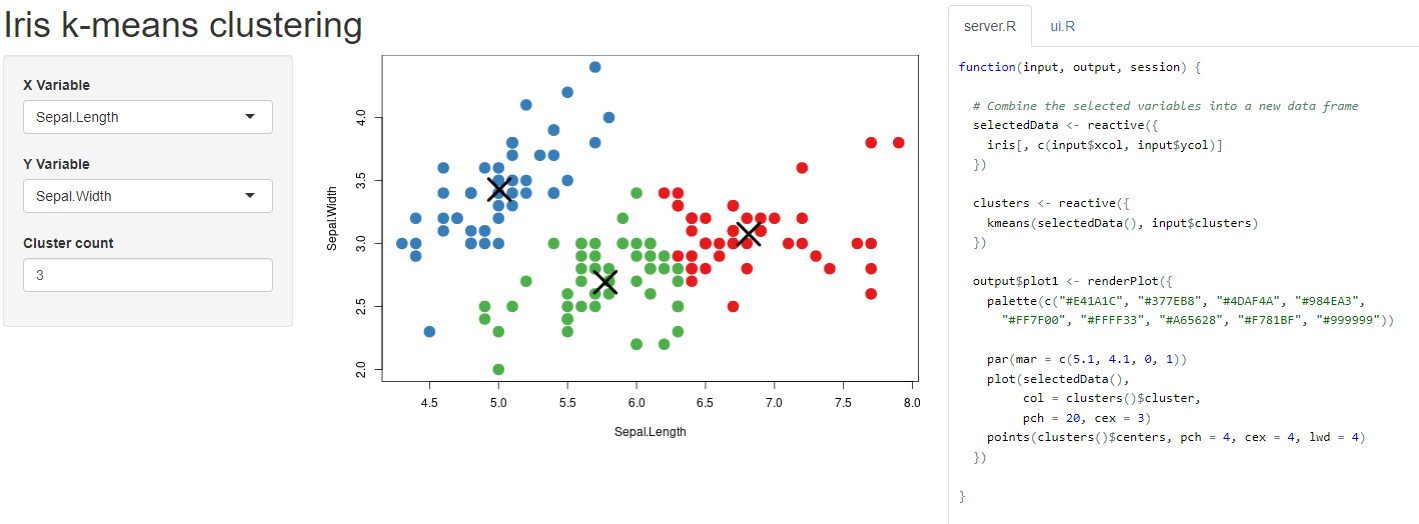 Iris k-means clustering
X Variable
Sepal.Length
Y Variable
Sepal.Width
Cluster count
3
Sepal.Width
4.0
3.5
3.0
2.5
2.0
4.5 5.0 5.5 6.0 6.5 7.0 7.5 8.0
Sepal.Length
server.R ui.R
function(input, output, session) {
# Combine the selected variables into a new data frame
selectedData <- reactive({
iris[, c(input$xcol, input$ycol)]
})
clusters <- reactive({
kmeans(selectedData(), input$clusters)
})
output$plot1 <- renderPlot({
palette(c("#E41A1C", "#377EB8", "#4DAF4A", "#984EA3",
"#FF7F00", "#FFFF33", "#A65628", "#F781BF", "#999999"))
par(mar = c(5.1, 4.1, 0, 1))
plot(selectedData(),
col = clusters()$cluster,
pch = 20, cex = 3)
points(clusters()$centers, pch = 4, cex = 4, lwd = 4)
})
}